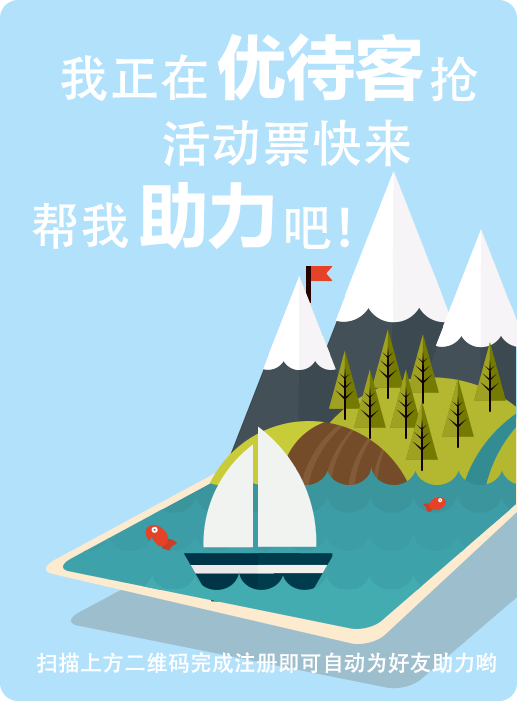 我正在优待客抢
活动票快来
帮我助力吧！
扫描上方二维码完成注册即可自动为好友助力哟